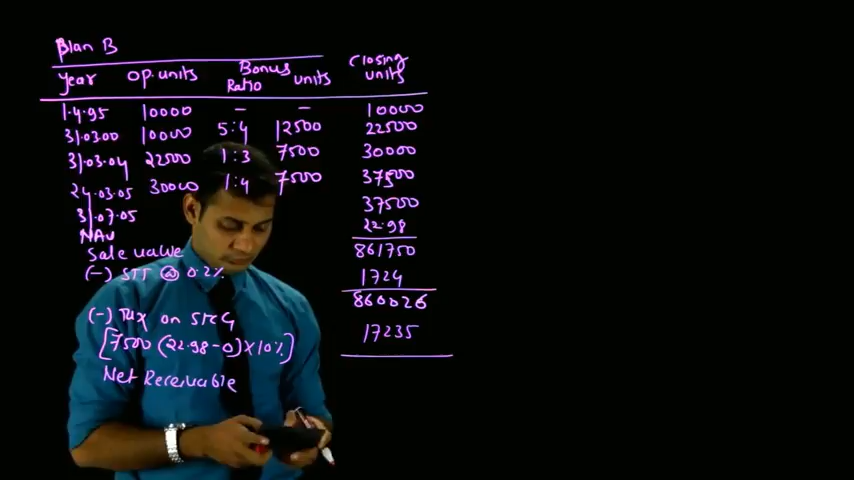 Plan B
Year Op. units Bonus Ratio units Closing units
1.4.95 10000 - - 10000
31.03.00 10000 5:4 12500 22500
31.03.04 22500 1:3 7500 30000
24.03.05 30000 1:4 7500 37500
31.07.05 37500
NAV 22.98
Sale value 861750
(-) STT @ 0.2% 1724
860026
(-) Tax on STCG
[7500 (22.98-0) X 10%] 17235
Net Receivable